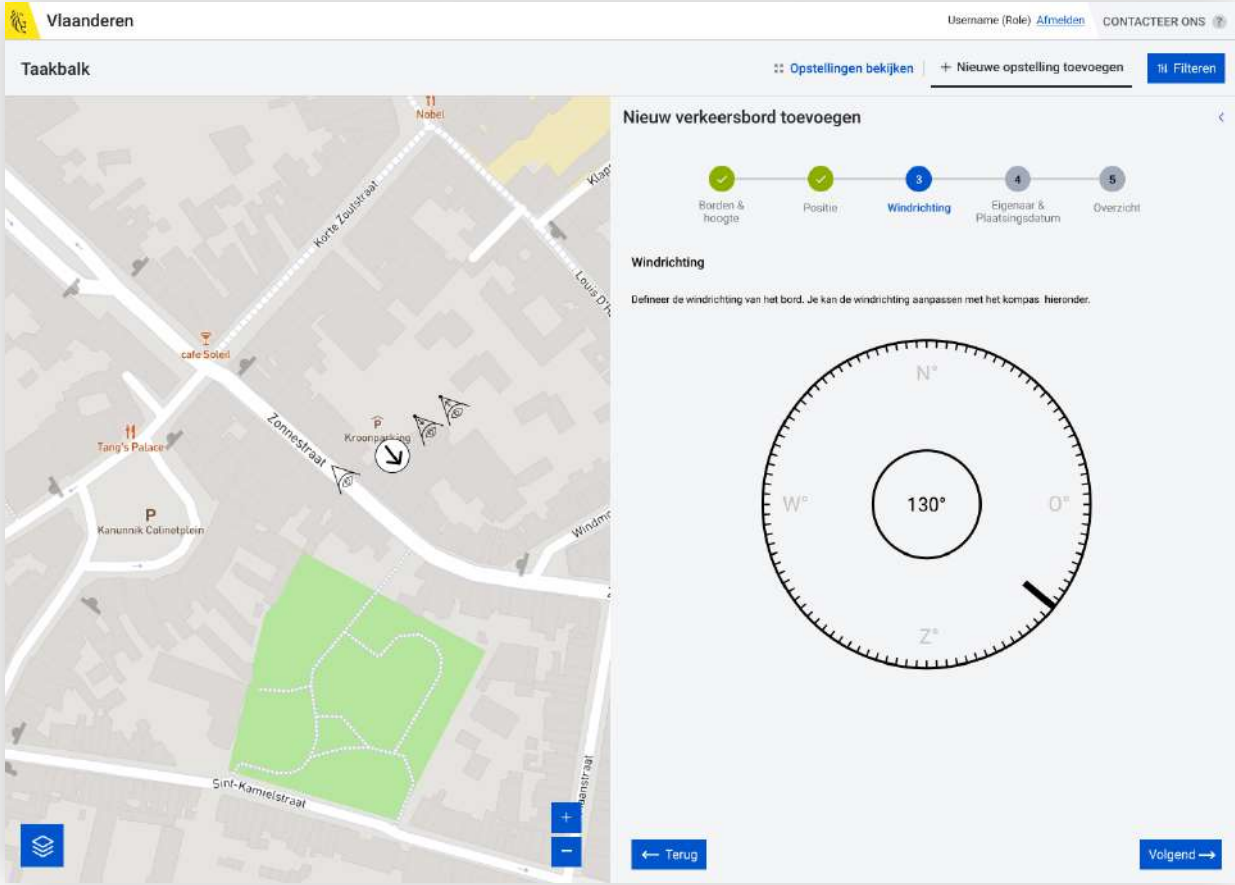 Vlaanderen
Username (Role) Afmelden
CONTACTEER ONS ?
Taakbalk
Opstellingen bekijken
+ Nieuwe opstelling toevoegen
Filteren
Nobel
Korte Zoutstraat
cafe Soleil
Tang's Palace
P
Kroonparking
Zonnestraat
P
Kanunnik Colinetplein
Sint-Kamielstraat
+
−
Nieuw verkeersbord toevoegen
3
4
5
Borden &
hoogte
Positie
Windrichting
Eigenaar &
Plaatsingsdatum
Overzicht
Windrichting
Defineer de windrichting van het bord. Je kan de windrichting aanpassen met het kompas hieronder.
N°
W°
130°
O°
Z°
← Terug
Volgend →